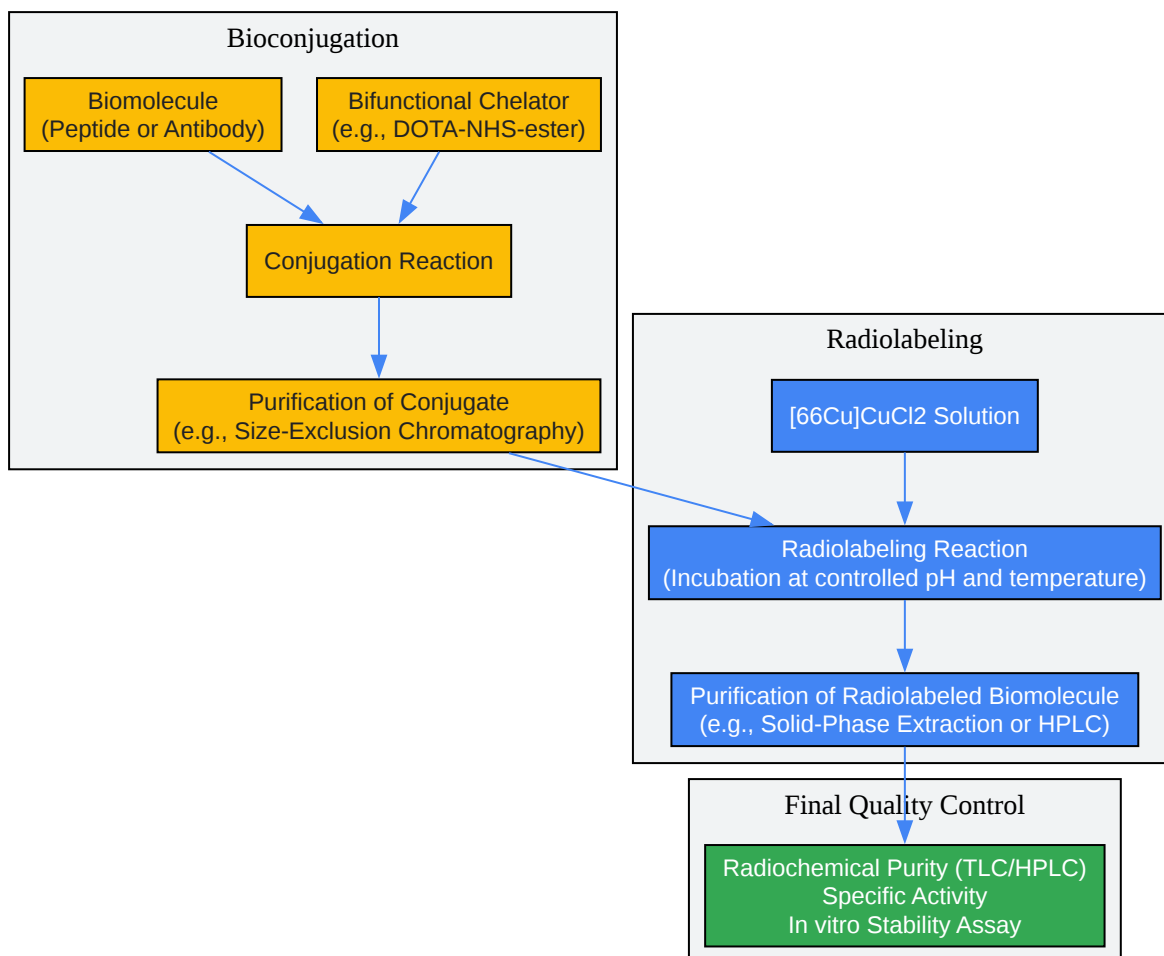 Bioconjugation
Biomolecule
(Peptide or Antibody)
Bifunctional Chelator
(e.g., DOTA-NHS-ester)
Conjugation Reaction
Purification of Conjugate
(e.g., Size-Exclusion Chromatography)
Radiolabeling
[66Cu]CuCl2 Solution
Radiolabeling Reaction
(Incubation at controlled pH and temperature)
Purification of Radiolabeled Biomolecule
(e.g., Solid-Phase Extraction or HPLC)
Final Quality Control
Radiochemical Purity (TLC/HPLC)
Specific Activity
In vitro Stability Assay